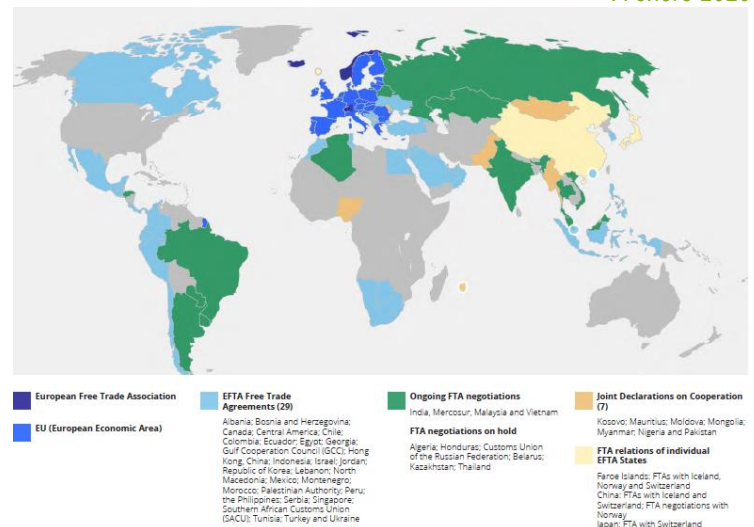 European Free Trade Association
EU (European Economic Area)
EFTA Free Trade
Agreements (29)
Albania; Bosnia and Herzegovina;
Canada; Central America; Chile;
Colombia; Ecuador; Egypt; Georgia;
Gulf Cooperation Council (GCC); Hong
Kong, China; Indonesia; Israel; Jordan;
Republic of Korea; Lebanon; North
Macedonia; Mexico; Montenegro;
Morocco; Palestinian Authority; Peru;
the Philippines; Serbia; Singapore;
Southern African Customs Union
(SACU); Tunisia; Turkey and Ukraine
Ongoing FTA negotiations
India, Mercosur, Malaysia and Vietnam
FTA negotiations on hold
Algeria; Honduras; Customs Union
of the Russian Federation; Belarus;
Kazakhstan; Thailand
Joint Declarations on Cooperation
(7)
Kosovo; Mauritius; Moldova; Mongolia;
Myanmar; Nigeria and Pakistan
FTA relations of individual
EFTA States
Faroe Islands: FTAs with Iceland,
Norway and Switzerland
China: FTAs with Iceland and
Switzerland; FTA negotiations with
Norway
Japan: FTA with Switzerland